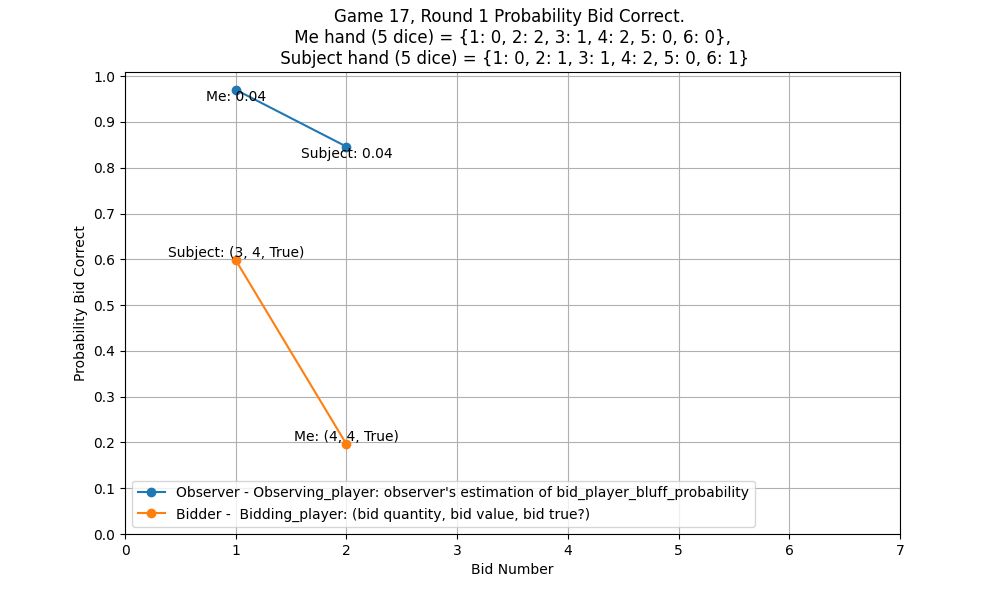 Game 17, Round 1 Probability Bid Correct.
Me hand (5 dice) = {1: 0, 2: 2, 3: 1, 4: 2, 5: 0, 6: 0},
Subject hand (5 dice) = {1: 0, 2: 1, 3: 1, 4: 2, 5: 0, 6: 1}
1.0
Me: 0.04
0.9
Subject: 0.04
0.8
0.7
Subject: (3, 4, True)
0.6
0.5
0.4
0.3
Me: (4, 4, True)
0.2
0.1
0.0
Probability Bid Correct
Observer - Observing_player: observer's estimation of bid_player_bluff_probability
Bidder -  Bidding_player: (bid quantity, bid value, bid true?)
0 1 2 3 4 5 6 7
Bid Number